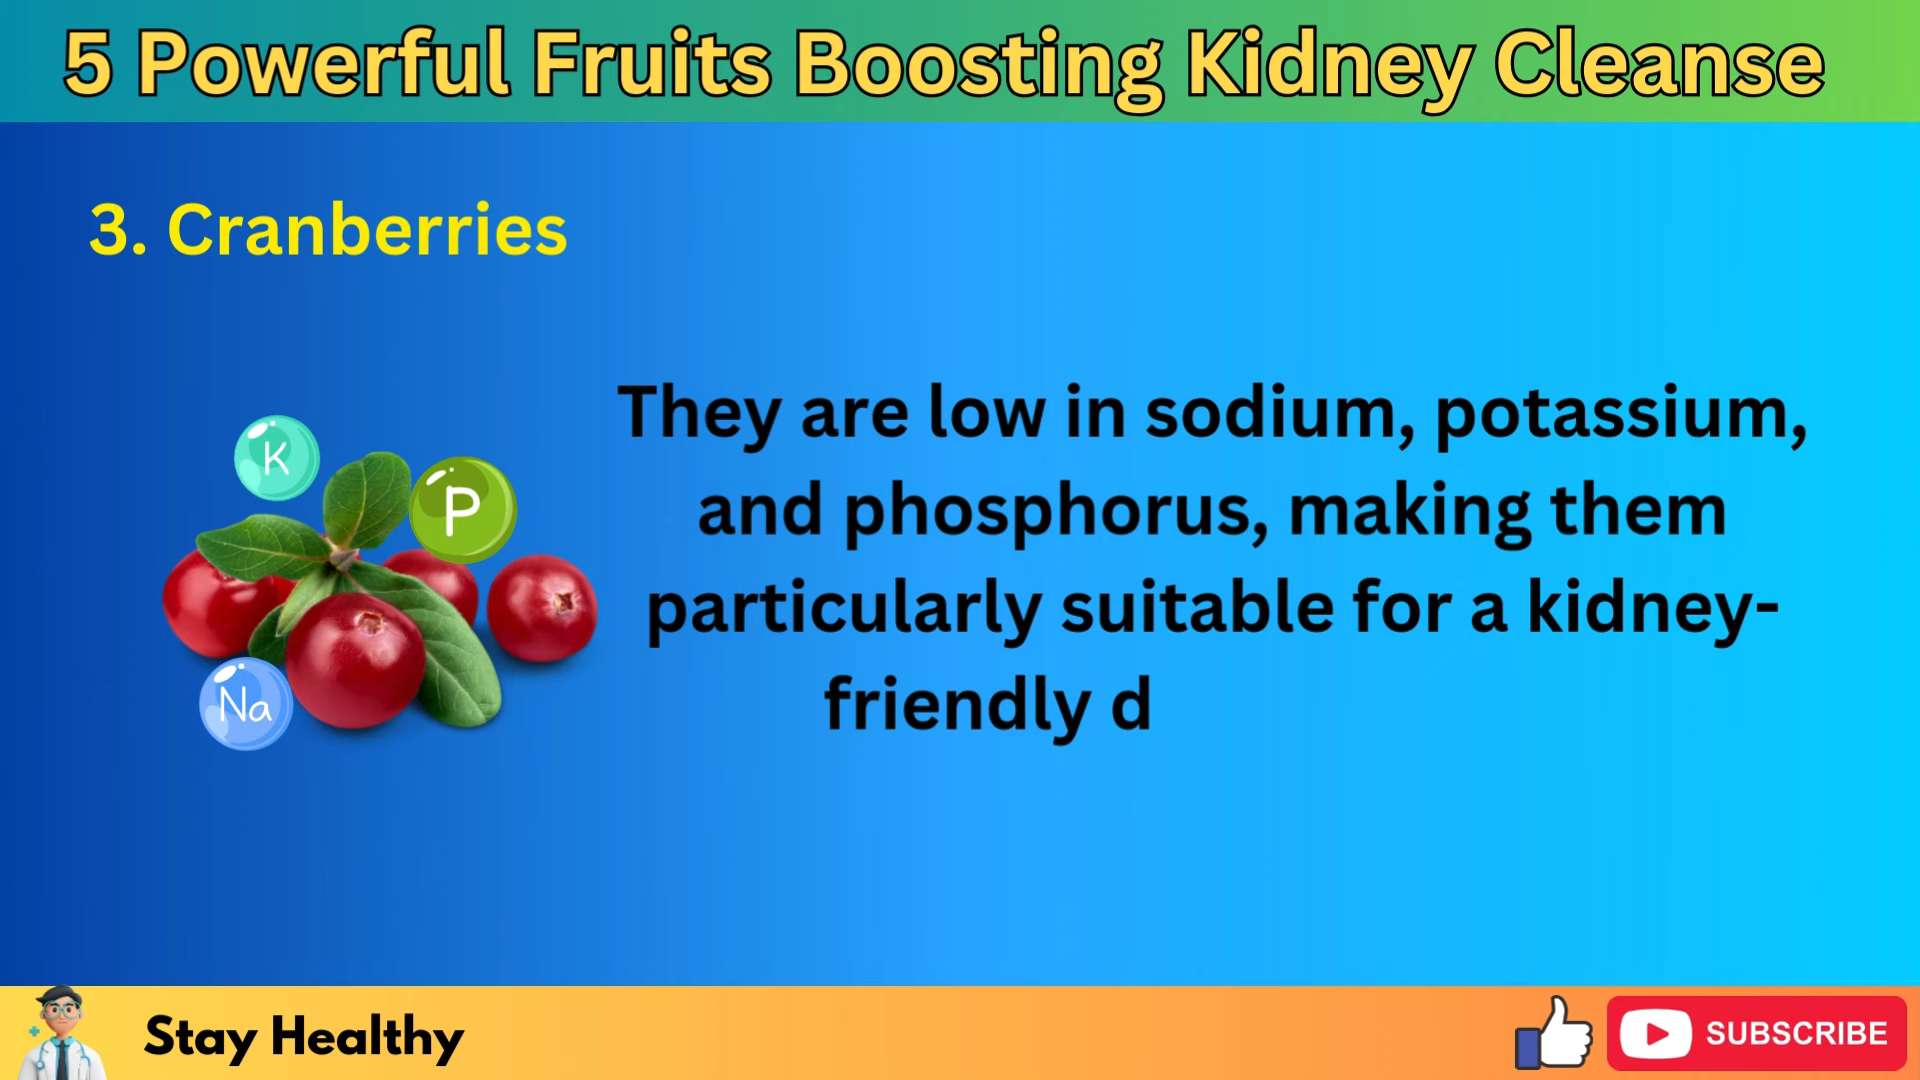 5 Powerful Fruits Boosting Kidney Cleanse
3. Cranberries
K
P
Na
They are low in sodium, potassium,
and phosphorus, making them
particularly suitable for a kidney-
friendly d
Stay Healthy
SUBSCRIBE